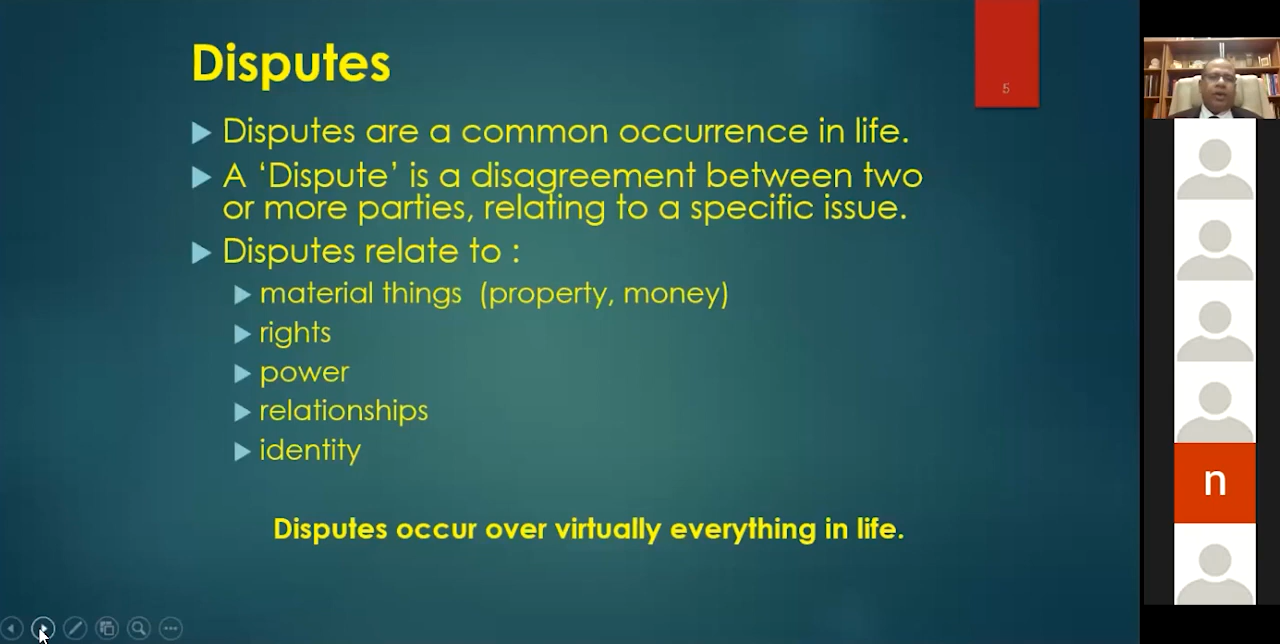 Disputes
5
Disputes are a common occurrence in life.
A ‘Dispute’ is a disagreement between two
or more parties, relating to a specific issue.
Disputes relate to :
material things (property, money)
rights
power
relationships
identity
Disputes occur over virtually everything in life.
n